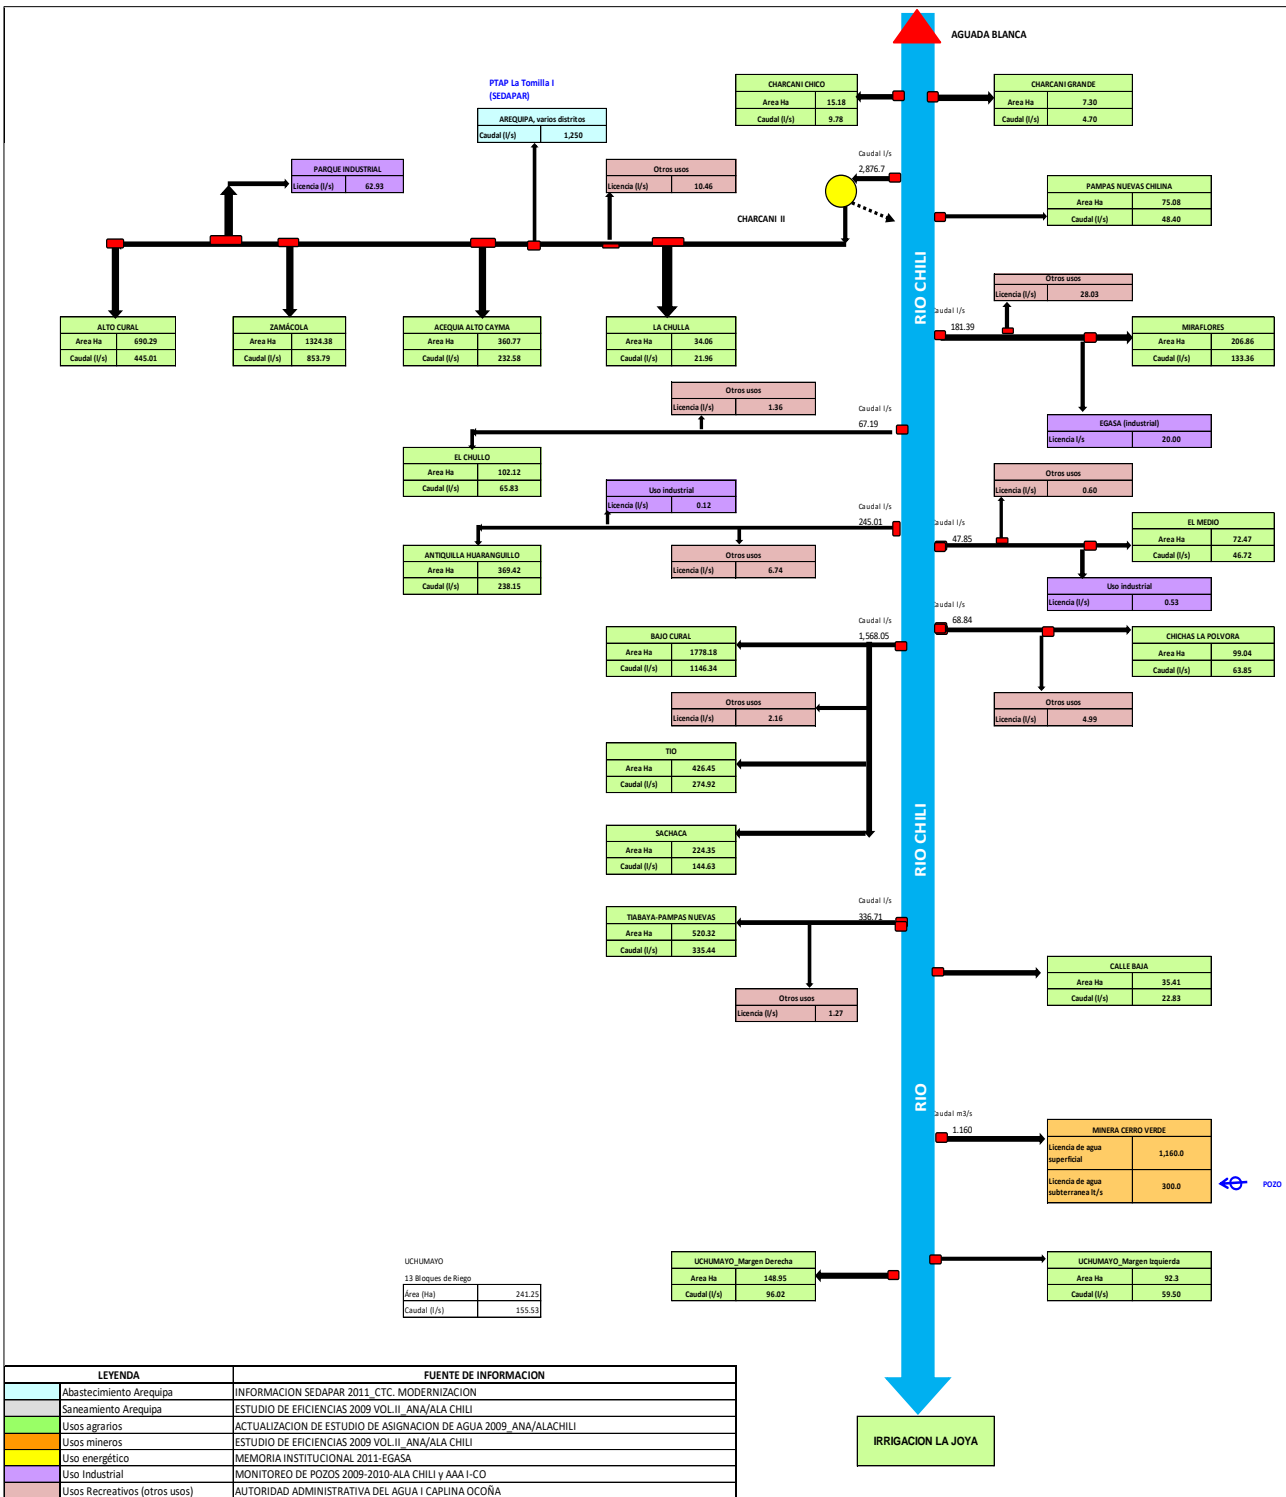 AGUADA BLANCA
CHARCANI CHICO
Area Ha 15.18
Caudal (l/s) 9.78
CHARCANI GRANDE
Area Ha 7.30
Caudal (l/s) 4.70
PTAP La Tomilla I
(SEDAPAR)
AREQUIPA, varios distritos
Caudal (l/s) 1,250
PARQUE INDUSTRIAL
Licencia (l/s) 62.93
Otros usos
Licencia (l/s) 10.46
Caudal l/s
2,876.7
CHARCANI II
PAMPAS NUEVAS CHILINA
Area Ha 75.08
Caudal (l/s) 48.40
RIO CHILI
Otros usos
Licencia (l/s) 28.03
Caudal l/s
181.39
ALTO CURAL
Area Ha 690.29
Caudal (l/s) 445.01
ZAMÁCOLA
Area Ha 1324.38
Caudal (l/s) 853.79
ACEQUIA ALTO CAYMA
Area Ha 360.77
Caudal (l/s) 232.58
LA CHULLA
Area Ha 34.06
Caudal (l/s) 21.96
MIRAFLORES
Area Ha 206.86
Caudal (l/s) 133.36
Otros usos
Licencia (l/s) 1.36
Caudal l/s
67.19
EGASA (industrial)
Licencia l/s 20.00
EL CHULLO
Area Ha 102.12
Caudal (l/s) 65.83
Uso industrial
Licencia (l/s) 0.12
Caudal l/s
245.01
Otros usos
Licencia (l/s) 0.60
Caudal l/s
47.85
EL MEDIO
Area Ha 72.47
Caudal (l/s) 46.72
ANTIQUILLA HUARANGUILLO
Area Ha 369.42
Caudal (l/s) 238.15
Otros usos
Licencia (l/s) 6.74
Uso industrial
Licencia (l/s) 0.53
Caudal l/s
68.84
Caudal l/s
1,568.05
BAJO CURAL
Area Ha 1778.18
Caudal (l/s) 1146.34
CHICHAS LA POLVORA
Area Ha 99.04
Caudal (l/s) 63.85
Otros usos
Licencia (l/s) 2.16
Otros usos
Licencia (l/s) 4.99
TIO
Area Ha 426.45
Caudal (l/s) 274.92
RIO CHILI
SACHACA
Area Ha 224.35
Caudal (l/s) 144.63
Caudal l/s
336.71
TIABAYA-PAMPAS NUEVAS
Area Ha 520.32
Caudal (l/s) 335.44
CALLE BAJA
Area Ha 35.41
Caudal (l/s) 22.83
Otros usos
Licencia (l/s) 1.27
RIO
Caudal m3/s
1.160
MINERA CERRO VERDE
Licencia de agua
superficial 1,160.0
Licencia de agua
subterranea lt/s 300.0
POZO
UCHUMAYO
13 Bloques de Riego
Área (Ha) 241.25
Caudal (l/s) 155.53
UCHUMAYO_Margen Derecha
Area Ha 148.95
Caudal (l/s) 96.02
UCHUMAYO_Margen Izquierda
Area Ha 92.3
Caudal (l/s) 59.50
IRRIGACION LA JOYA
LEYENDA FUENTE DE INFORMACION
Abastecimiento Arequipa INFORMACION SEDAPAR 2011_CTC. MODERNIZACION
Saneamiento Arequipa ESTUDIO DE EFICIENCIAS 2009 VOL.II_ANA/ALA CHILI
Usos agrarios ACTUALIZACION DE ESTUDIO DE ASIGNACION DE AGUA 2009_ANA/ALACHILI
Usos mineros ESTUDIO DE EFICIENCIAS 2009 VOL.II_ANA/ALA CHILI
Uso energético MEMORIA INSTITUCIONAL 2011-EGASA
Uso Industrial MONITOREO DE POZOS 2009-2010-ALA CHILI y AAA I-CO
Usos Recreativos (otros usos) AUTORIDAD ADMINISTRATIVA DEL AGUA I CAPLINA OCOÑA